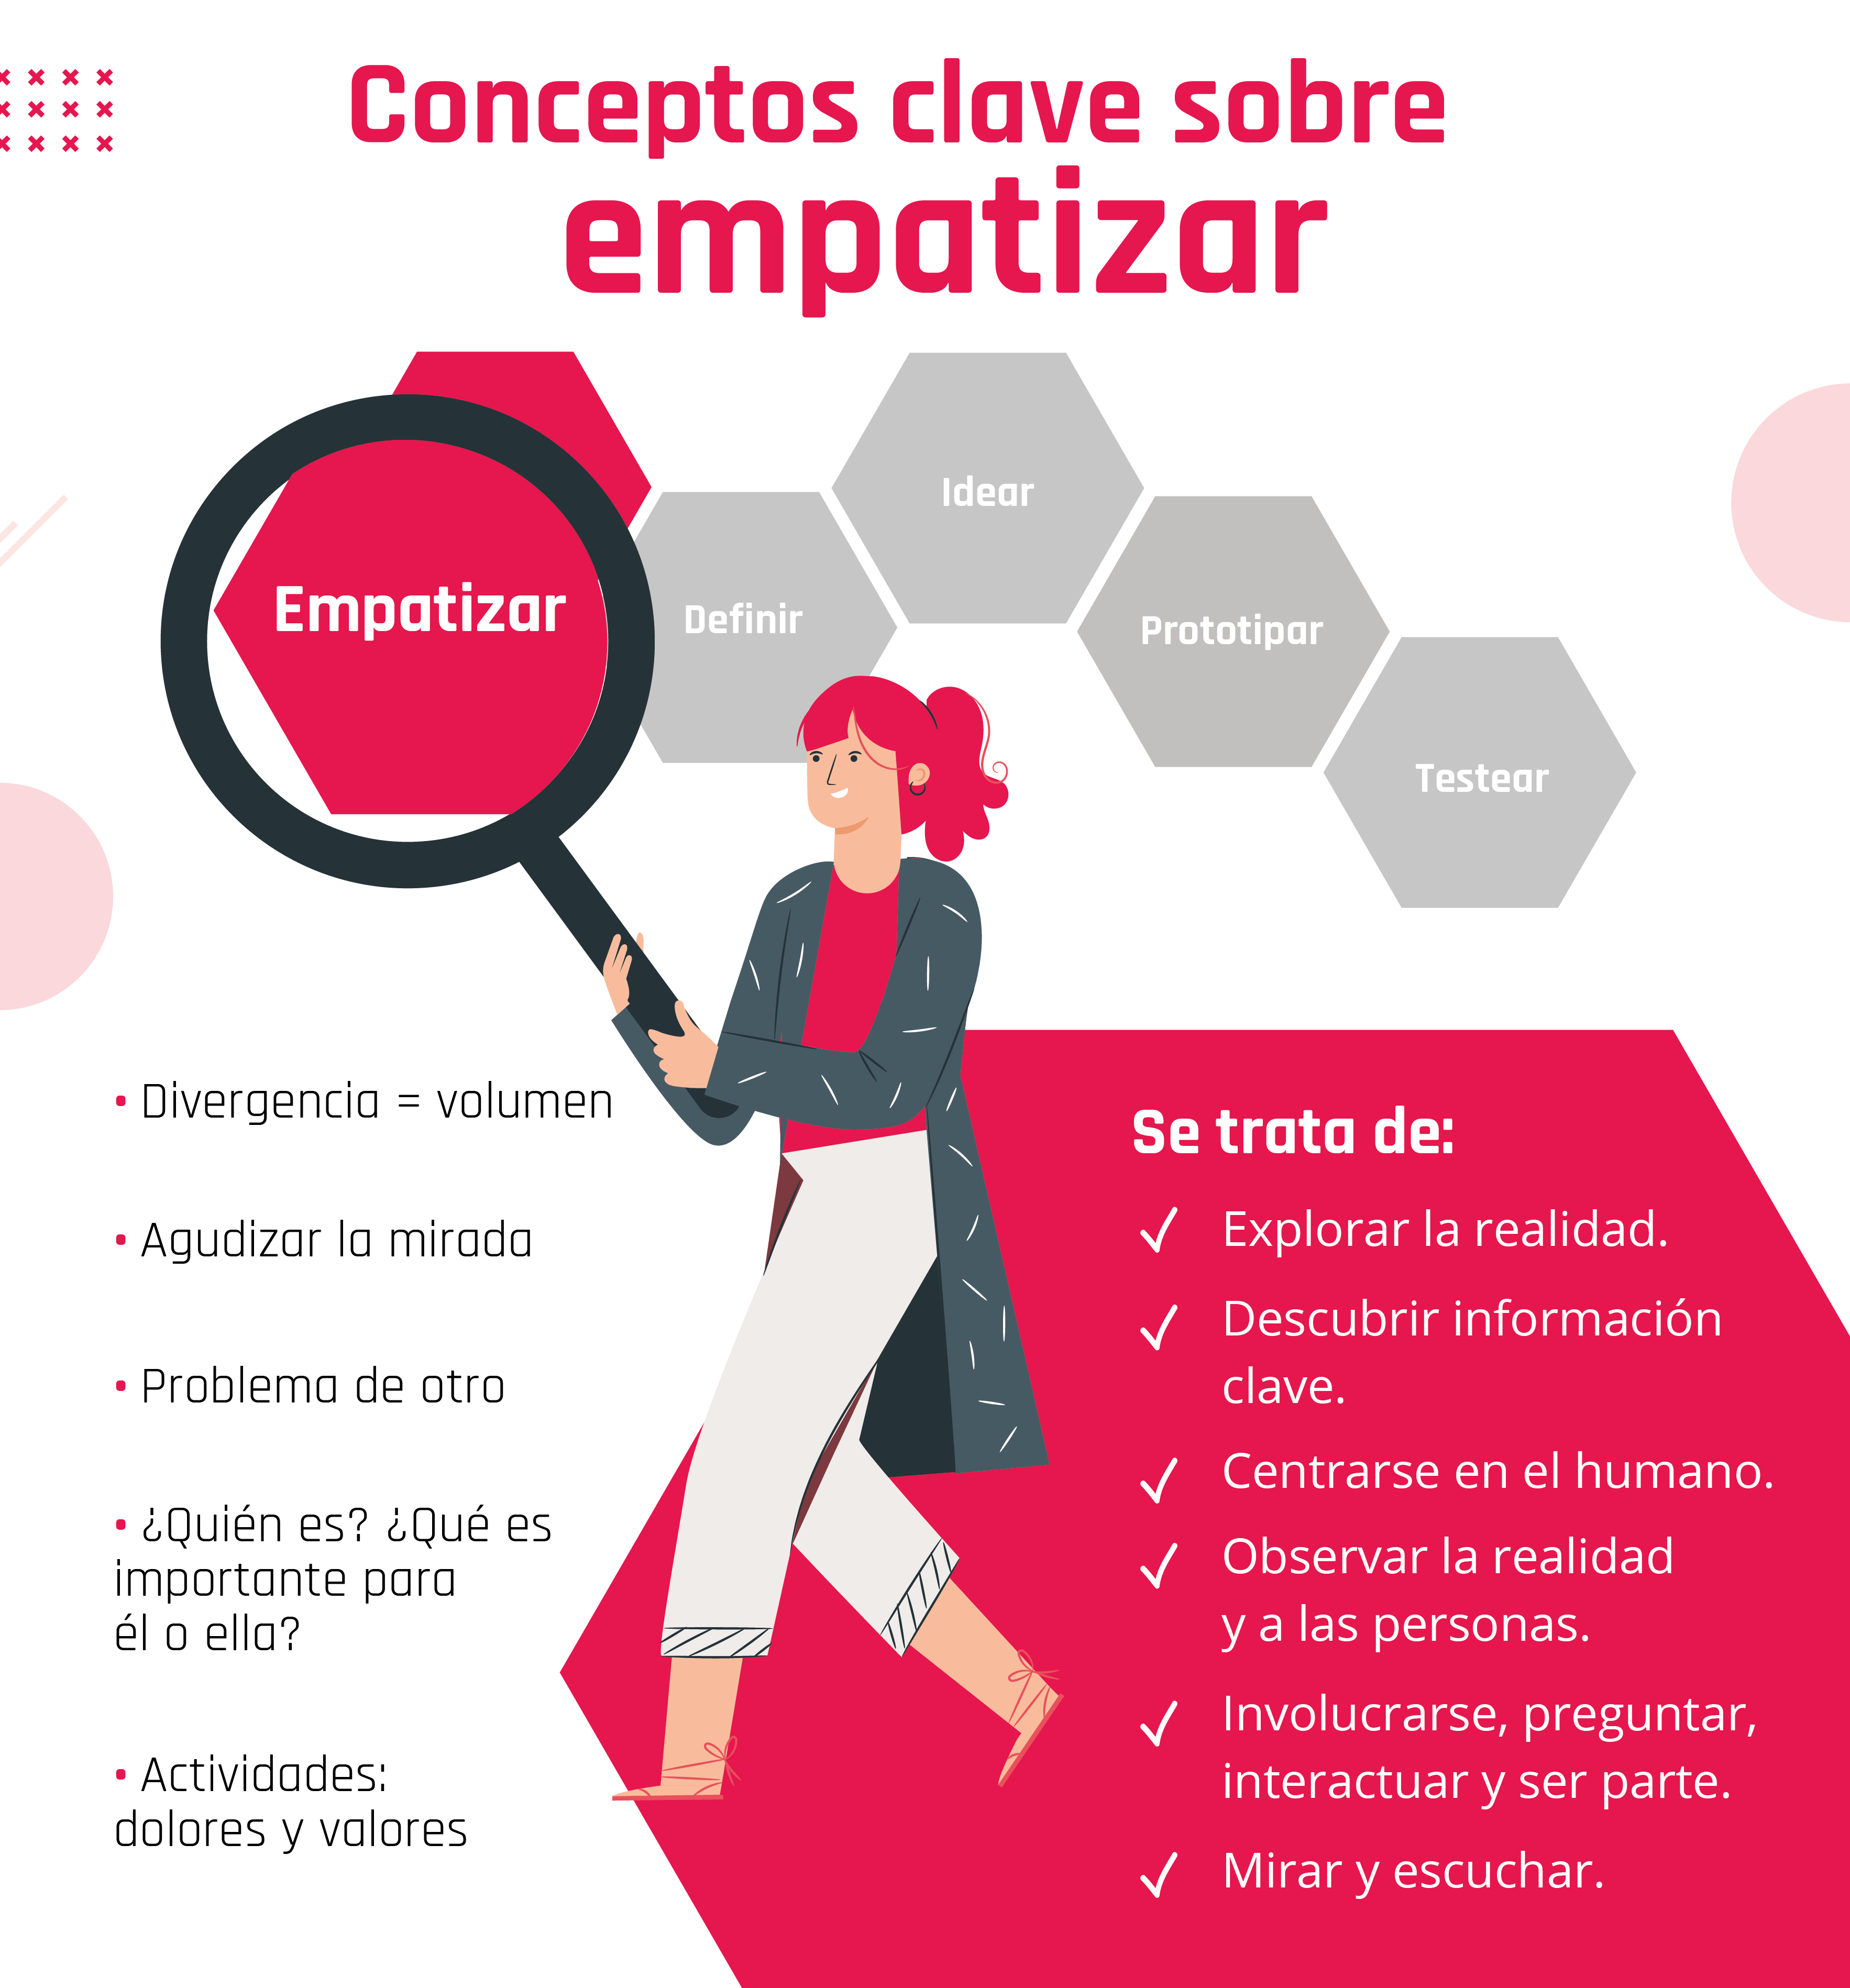 Conceptos clave sobre
empatizar
Empatizar
Definir
Idear
Prototipar
Testear
• Divergencia = volumen
• Agudizar la mirada
• Problema de otro
• ¿Quién es? ¿Qué es
importante para
él o ella?
• Actividades:
dolores y valores
Se trata de:
✓ Explorar la realidad.
✓ Descubrir información
clave.
✓ Centrarse en el humano.
✓ Observar la realidad
y a las personas.
✓ Involucrarse, preguntar,
interactuar y ser parte.
✓ Mirar y escuchar.